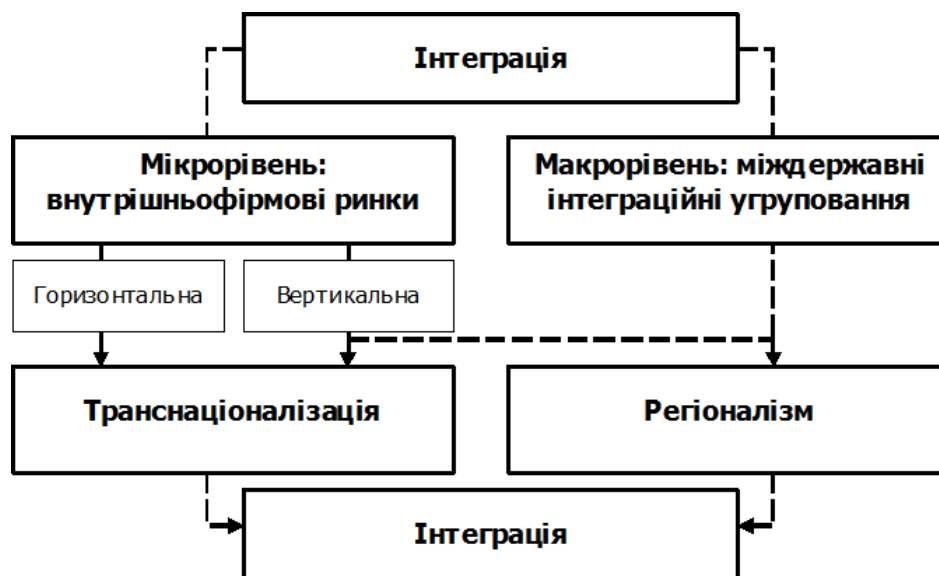 Інтеграція
Мікрорівень:
внутрішньофірмові ринки
Макрорівень: міждержавні
інтеграційні угруповання
Горизонтальна
Вертикальна
Транснаціоналізація
Регіоналізм
Інтеграція